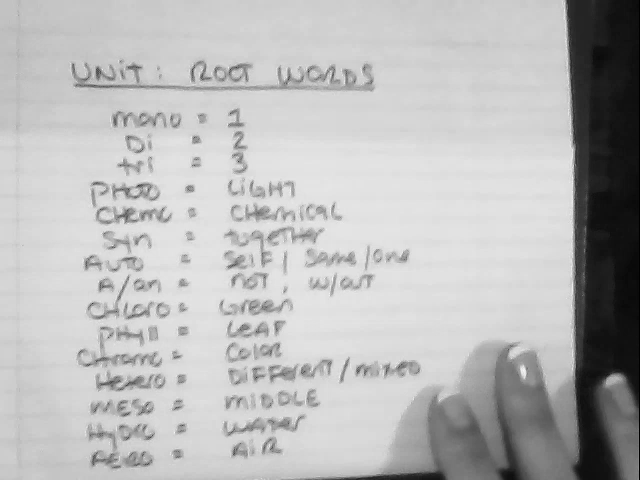 UNIT: ROOT WORDS
mono = 1
Di = 2
tri = 3
PHOTO = LIGHT
CHEMO = CHEMICAL
Syn = together
AUTO = Self / same/one
A/an = not, w/out
CHLORO = Green
PHYll = LEAF
CHromo = Color
Hetero = DIFFERENT/mixed
MESO = MIDDLE
HyDro = WATER
AERO = AIR